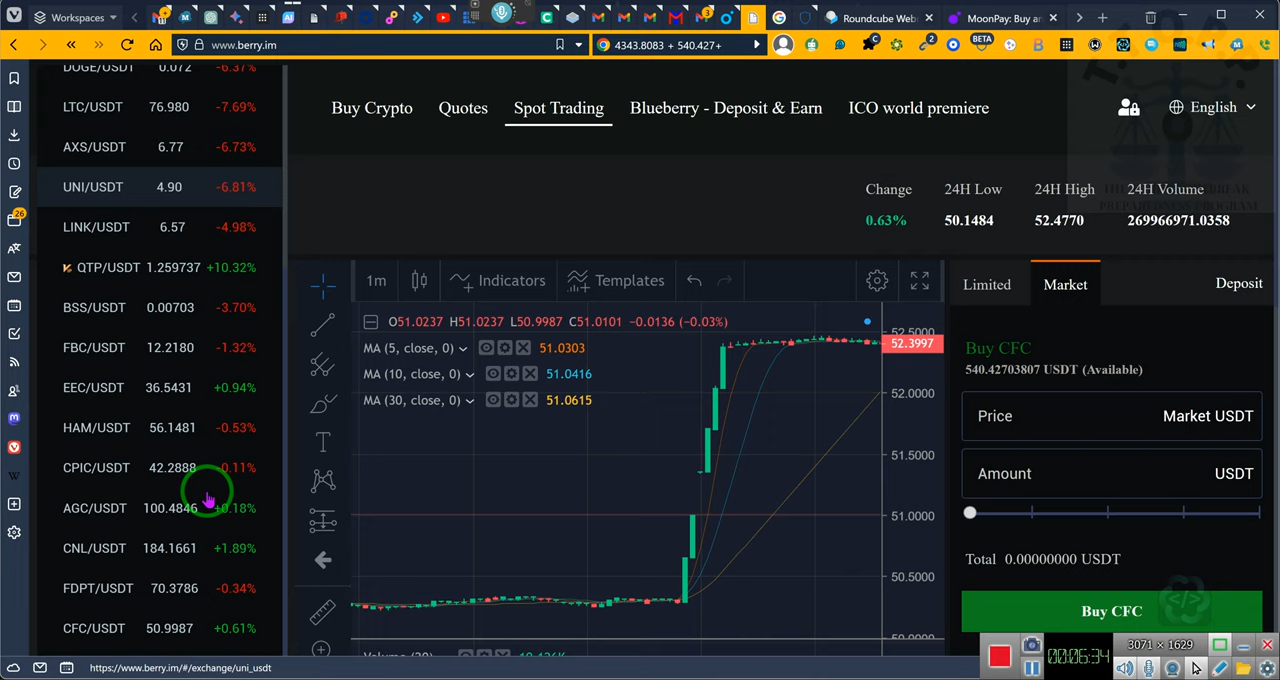 Workspaces
Roundcube Web
MoonPay: Buy a
www.berry.im
4343.8083 + 540.427+
BETA
DOGE/USDT 0.072 -6.37%
LTC/USDT 76.980 -7.69%
AXS/USDT 6.77 -6.73%
UNI/USDT 4.90 -6.81%
LINK/USDT 6.57 -4.98%
QTP/USDT 1.259737 +10.32%
BSS/USDT 0.00703 -3.70%
FBC/USDT 12.2180 -1.32%
EEC/USDT 36.5431 +0.94%
HAM/USDT 56.1481 -0.53%
CPIC/USDT 42.2888 -0.11%
AGC/USDT 100.4846 +0.18%
CNL/USDT 184.1661 +1.89%
FDPT/USDT 70.3786 -0.34%
CFC/USDT 50.9987 +0.61%
26
Buy Crypto Quotes Spot Trading Blueberry - Deposit & Earn ICO world premiere
English
Change 24H Low 24H High 24H Volume
0.63% 50.1484 52.4770 269966971.0358
1m Indicators Templates
O51.0237 H51.0237 L50.9987 C51.0101 -0.0136 (-0.03%)
MA (5, close, 0) 51.0303
MA (10, close, 0) 51.0416
MA (30, close, 0) 51.0615
52.5000
52.3997
52.0000
51.5000
51.0000
50.5000
50.0000
Volume (20)
Limited Market Deposit
Buy CFC
540.42703807 USDT (Available)
Price Market USDT
Amount USDT
Total 0.00000000 USDT
Buy CFC
3071 × 1629
00:06:34
https://www.berry.im/#/exchange/uni_usdt